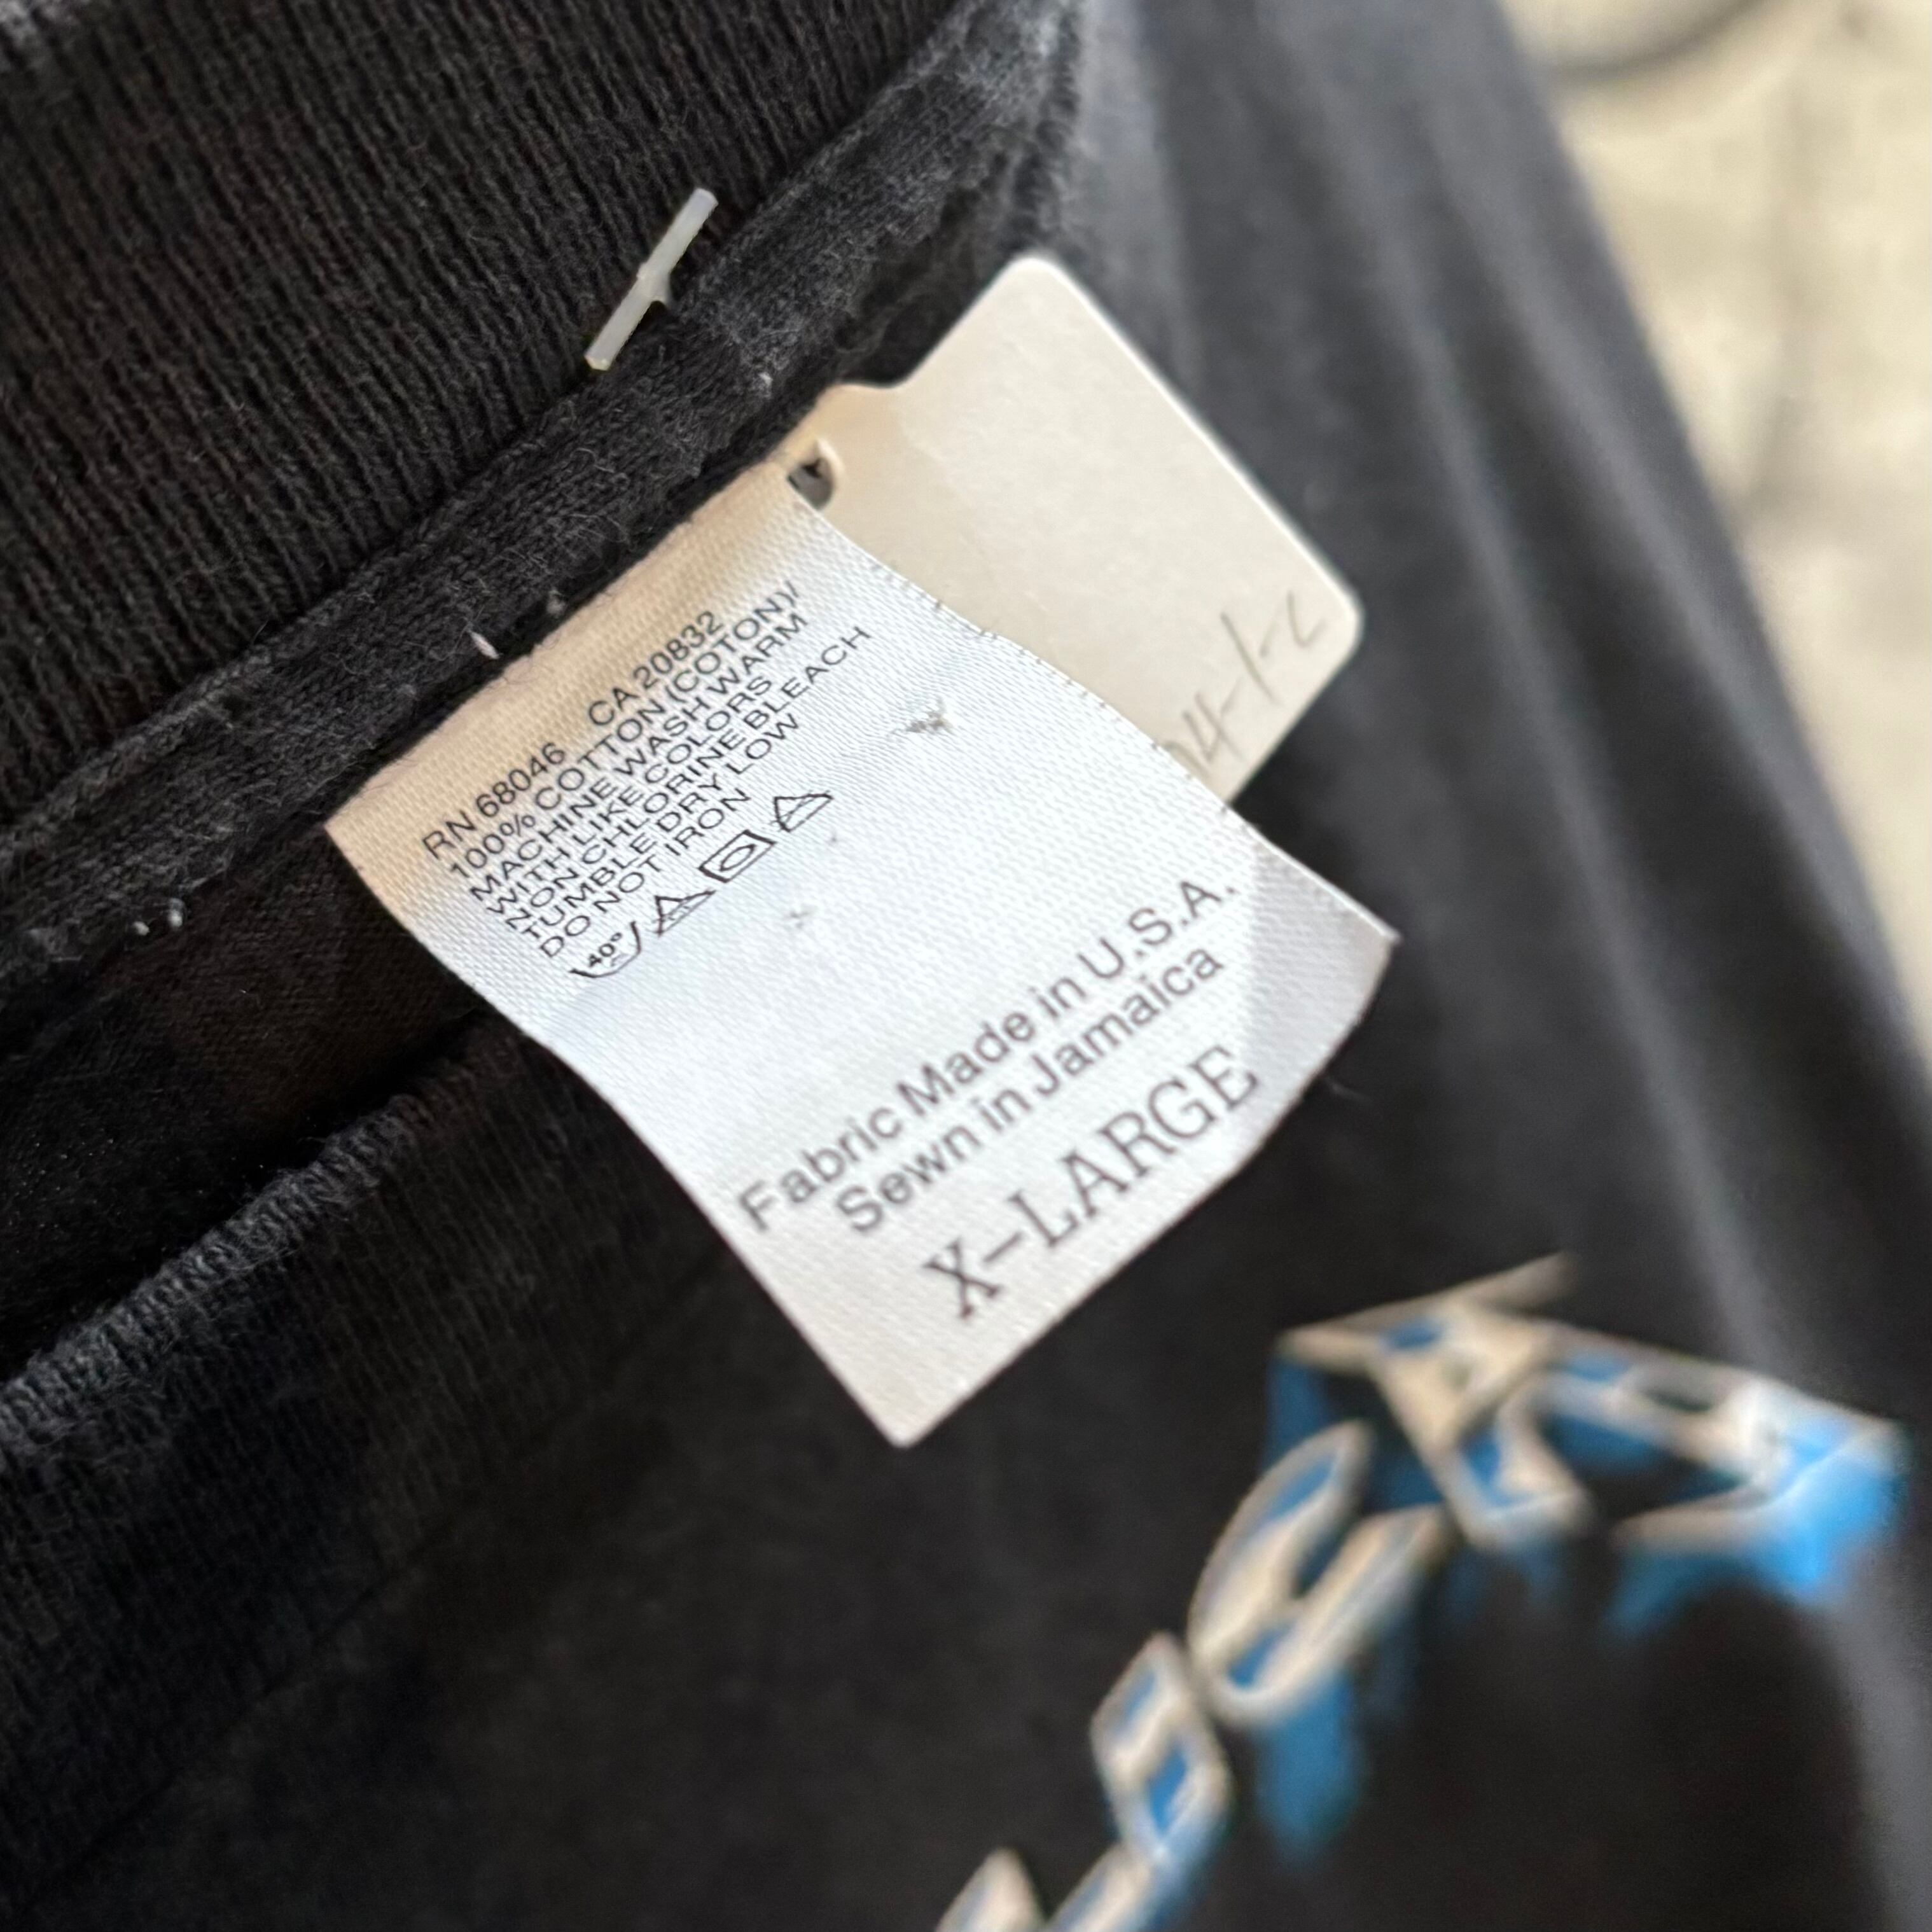 RN 68046 CA 20832
100% COTTON (COTON)/
MACHINE WASH WARM
WITH LIKE COLORS
NON CHLORINE BLEACH
TUMBLE DRY LOW
DO NOT IRON
40°
Fabric Made in U.S.A.
Sewn in Jamaica
X-LARGE